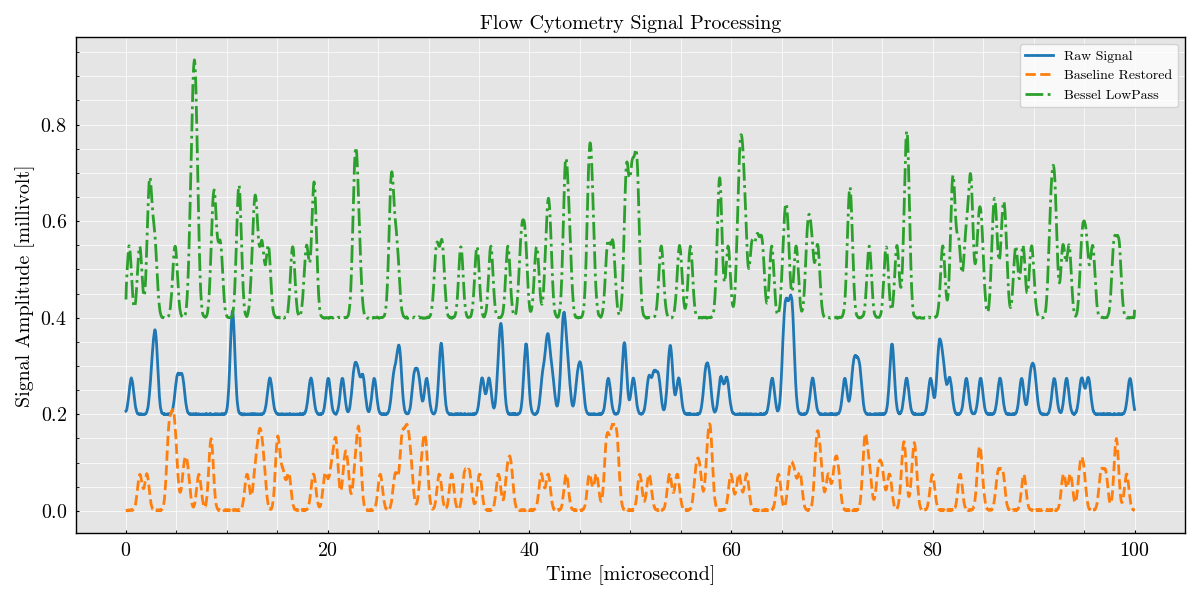 Flow Cytometry Signal Processing
Raw Signal
Baseline Restored
Bessel LowPass
Signal Amplitude [millivolt]
0.8
0.6
0.4
0.2
0.0
0 20 40 60 80 100
Time [microsecond]